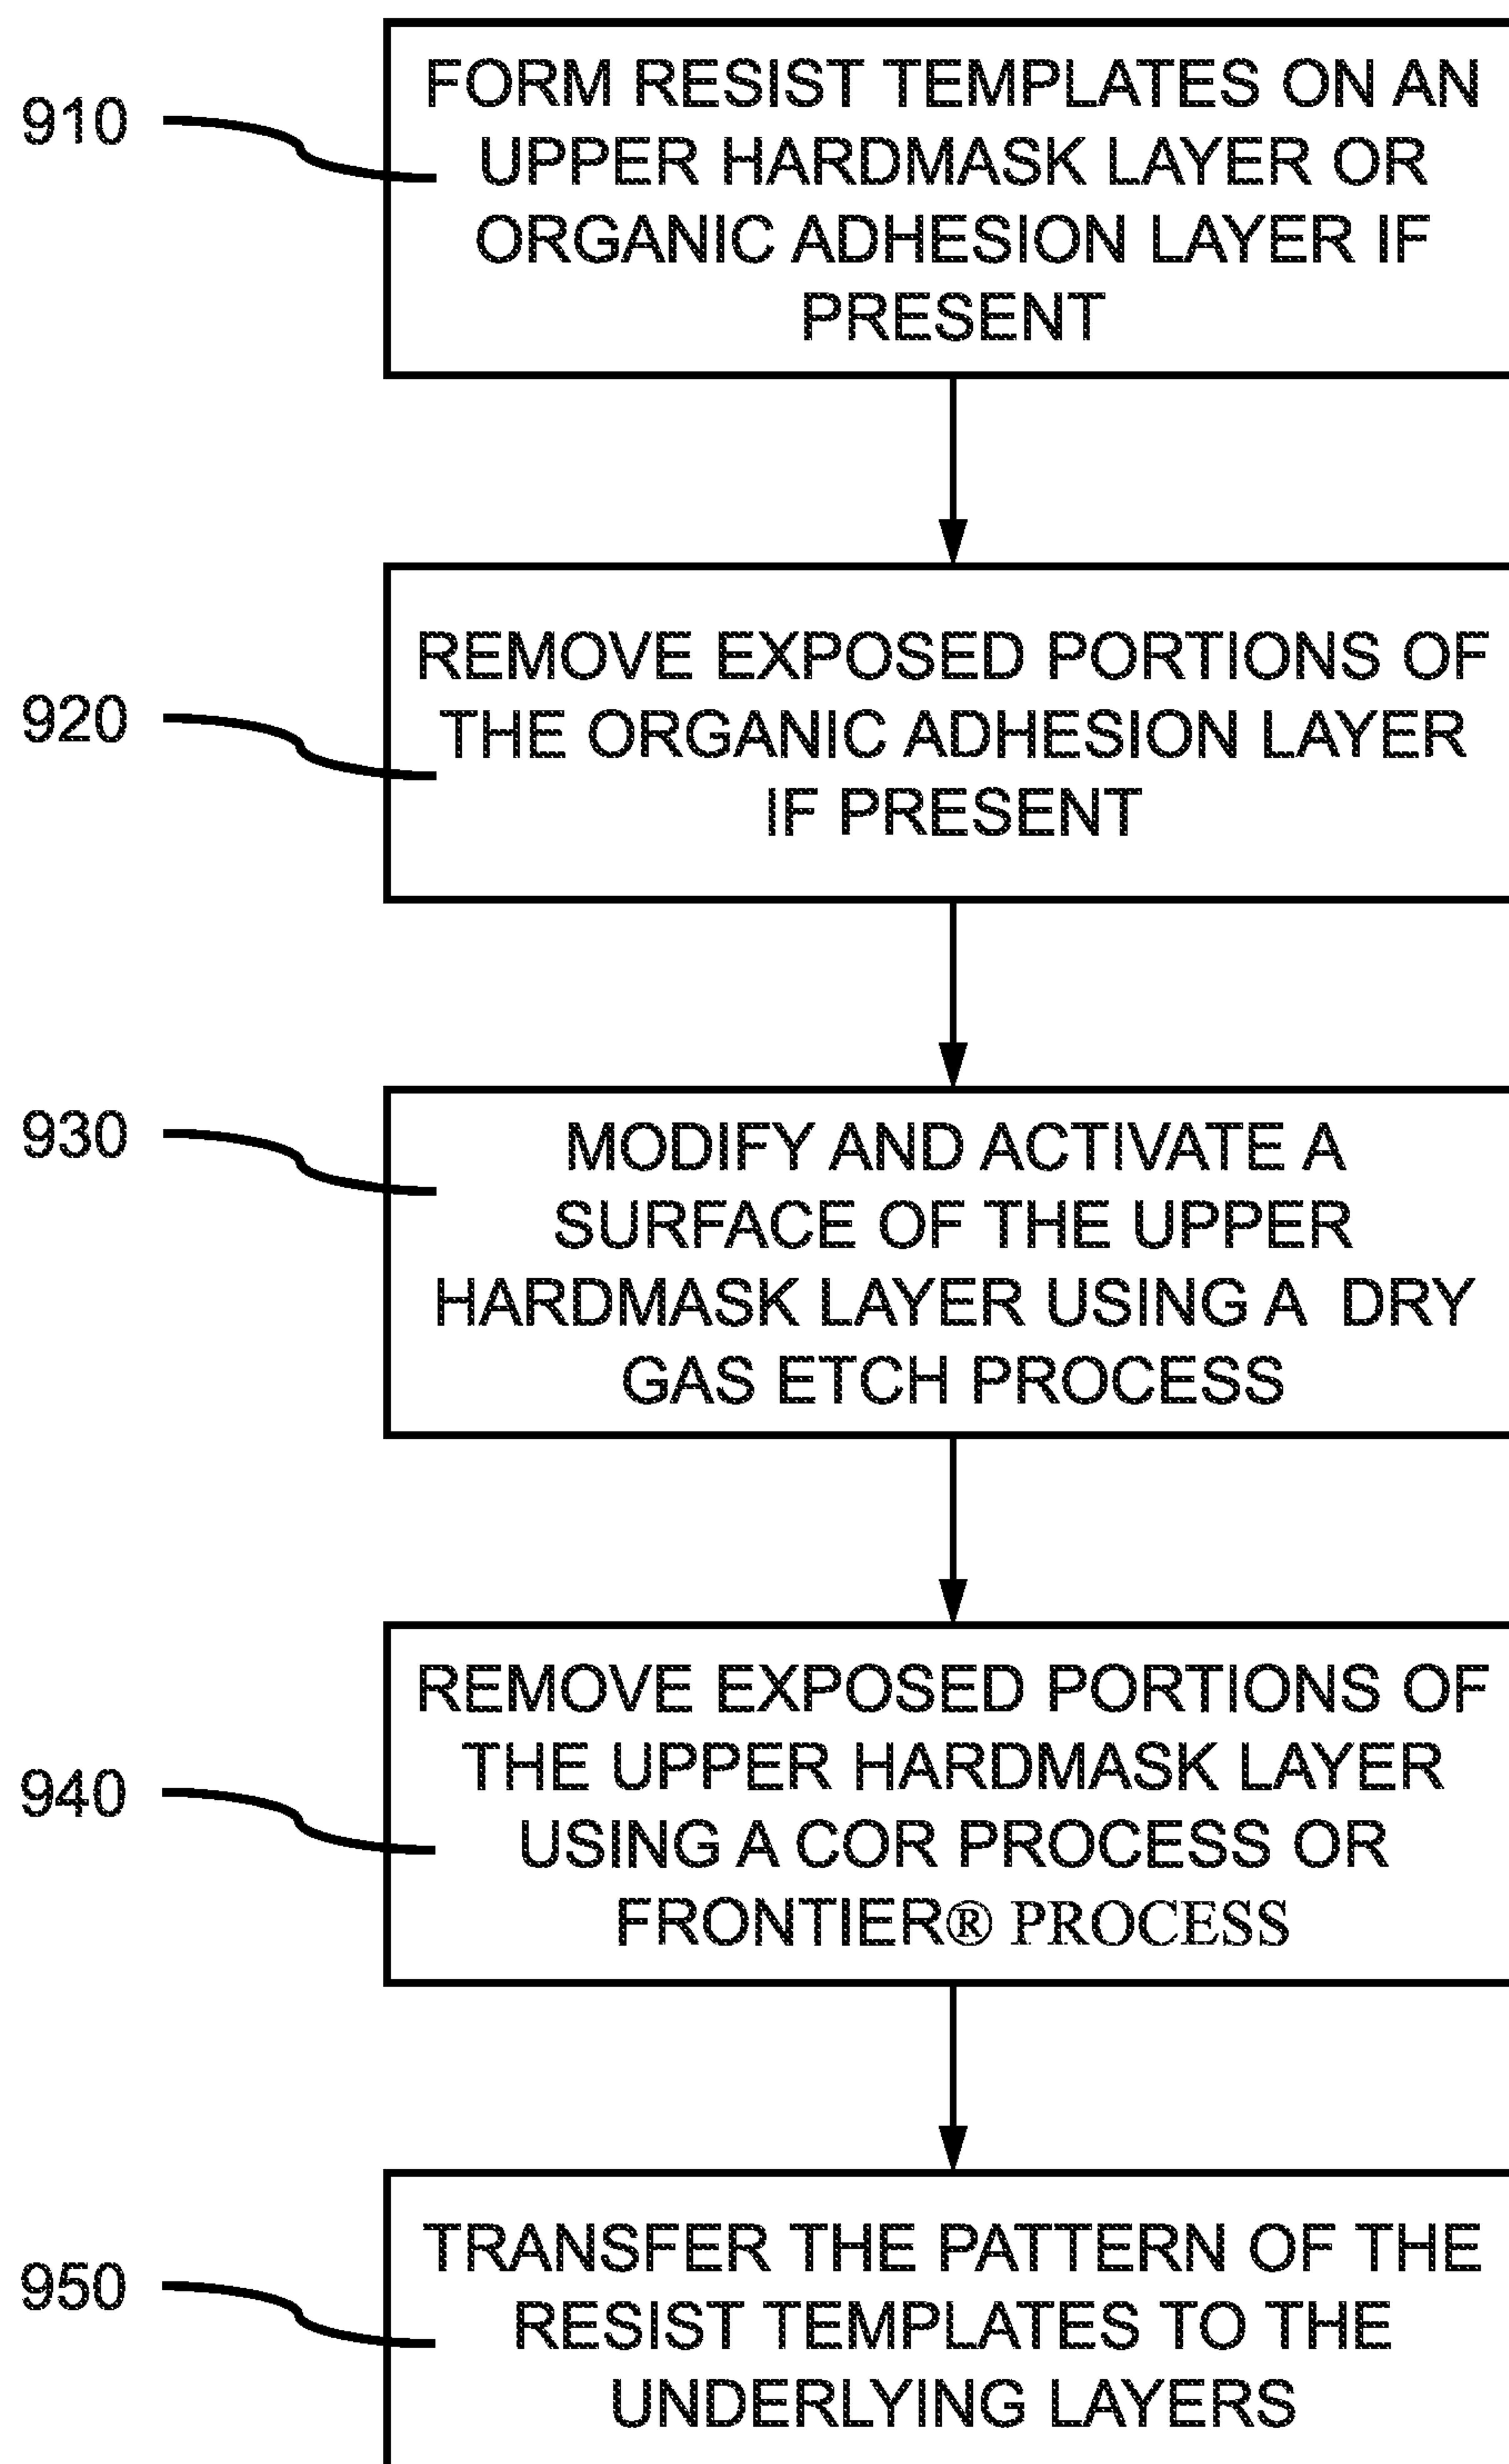 910
FORM RESIST TEMPLATES ON AN
UPPER HARDMASK LAYER OR
ORGANIC ADHESION LAYER IF
PRESENT
920
REMOVE EXPOSED PORTIONS OF
THE ORGANIC ADHESION LAYER
IF PRESENT
930
MODIFY AND ACTIVATE A
SURFACE OF THE UPPER
HARDMASK LAYER USING A DRY
GAS ETCH PROCESS
940
REMOVE EXPOSED PORTIONS OF
THE UPPER HARDMASK LAYER
USING A COR PROCESS OR
FRONTIER® PROCESS
950
TRANSFER THE PATTERN OF THE
RESIST TEMPLATES TO THE
UNDERLYING LAYERS